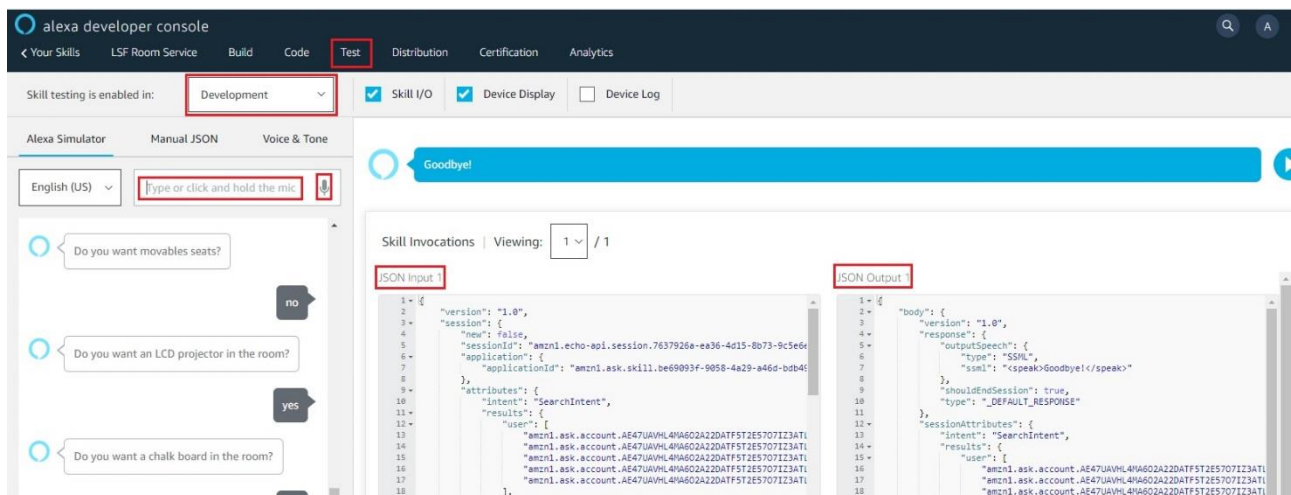 alexa developer console
A
Your Skills LSF Room Service Build Code Test Distribution Certification Analytics
Skill testing is enabled in: Development Skill I/O Device Display Device Log
Alexa Simulator Manual JSON Voice & Tone
English (US) Type or click and hold the mic
Do you want movables seats?
no
Do you want an LCD projector in the room?
yes
Do you want a chalk board in the room?
Goodbye!
Skill Invocations | Viewing: 1 / 1
JSON Input 1
1 {
2 "version": "1.0",
3 "session": {
4 "new": false,
5 "sessionId": "amzn1.echo-api.session.7637926a-ea36-4d15-8b73-9c5e6e
6 "application": {
7 "applicationId": "amzn1.ask.skill.be69093f-9058-4a29-a46d-bdb49
8 },
9 "attributes": {
10 "intent": "SearchIntent",
11 "results": {
12 "user": [
13 "amzn1.ask.account.AE47UAVHL4MA6O2A22DATF5T2E57O7IZ3ATL
14 "amzn1.ask.account.AE47UAVHL4MA6O2A22DATF5T2E57O7IZ3ATL
15 "amzn1.ask.account.AE47UAVHL4MA6O2A22DATF5T2E57O7IZ3ATL
16 "amzn1.ask.account.AE47UAVHL4MA6O2A22DATF5T2E57O7IZ3ATL
17 "amzn1.ask.account.AE47UAVHL4MA6O2A22DATF5T2E57O7IZ3ATL
18 ],
JSON Output 1
1 {
2 "body": {
3 "version": "1.0",
4 "response": {
5 "outputSpeech": {
6 "type": "SSML",
7 "ssml": "<speak>Goodbye!</speak>"
8 },
9 "shouldEndSession": true,
10 "type": "_DEFAULT_RESPONSE"
11 },
12 "sessionAttributes": {
13 "intent": "SearchIntent",
14 "results": {
15 "user": [
16 "amzn1.ask.account.AE47UAVHL4MA6O2A22DATF5T2E57O7IZ3ATL
17 "amzn1.ask.account.AE47UAVHL4MA6O2A22DATF5T2E57O7IZ3ATL
18 "amzn1.ask.account.AE47UAVHL4MA6O2A22DATF5T2E57O7IZ3ATL